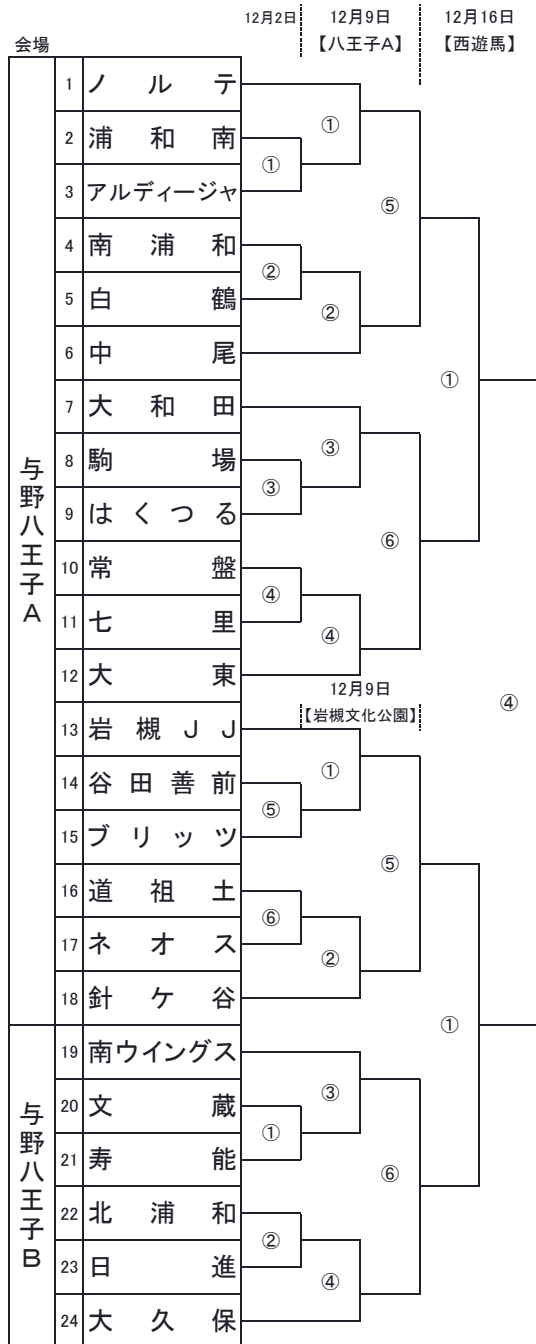 12月2日 12月9日 12月16日
会場 【八王子A】 【西遊馬】
1 ノルテ
①
2 浦和南
①
3 アルディージャ
⑤
4 南浦和
②
5 白鶴
②
6 中尾
①
7 大和田
③
8 駒場
③
9 はくつる
⑥
10 常盤
④
11 七里
④
12 大東
与野八王子A
12月9日
【岩槻文化公園】
④
13 岩槻JJ
①
14 谷田善前
⑤
15 ブリッツ
⑤
16 道祖土
⑥
17 ネオス
②
18 針ケ谷
①
19 南ウイングス
③
20 文蔵
①
21 寿能
⑥
22 北浦和
②
23 日進
④
24 大久保
与野八王子B